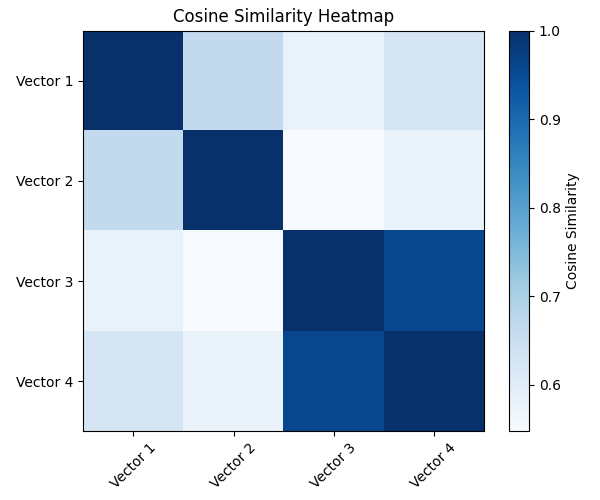 Cosine Similarity Heatmap
Vector 1
Vector 2
Vector 3
Vector 4
Vector 1
Vector 2
Vector 3
Vector 4
1.0
0.9
0.8
0.7
0.6
Cosine Similarity